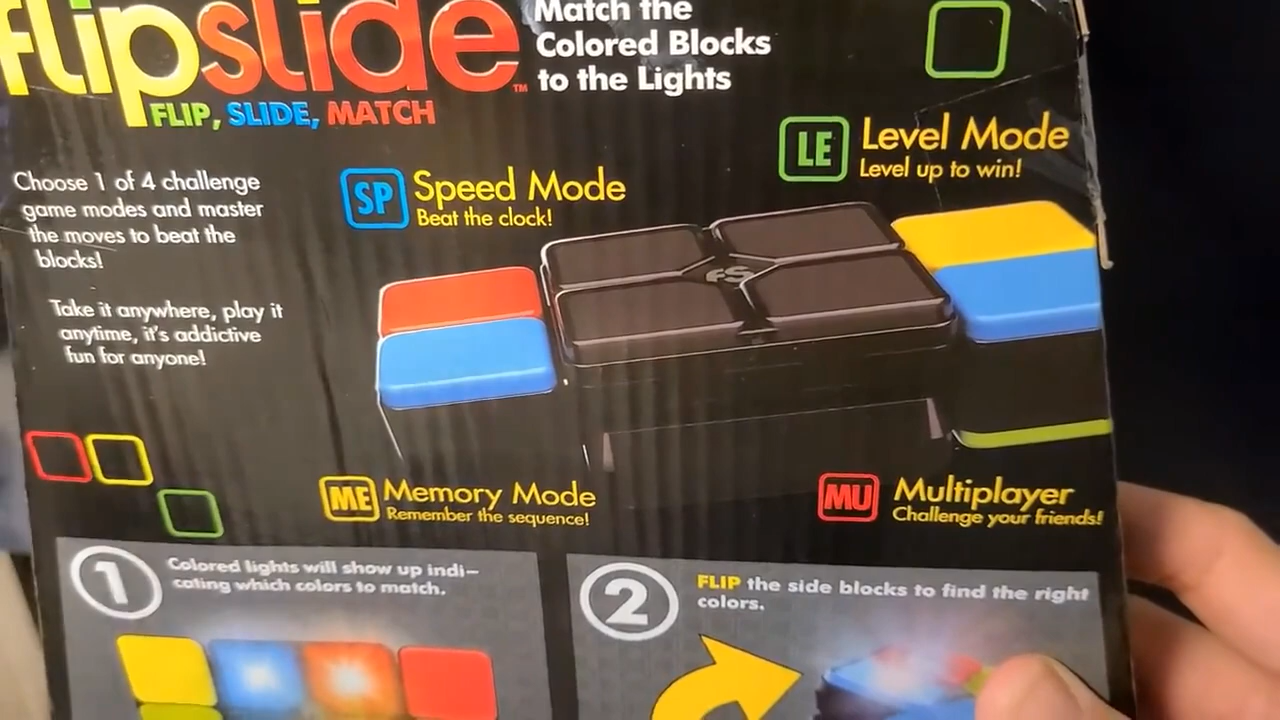 flipslide™
FLIP, SLIDE, MATCH
Match the
Colored Blocks
to the Lights
Choose 1 of 4 challenge
game modes and master
the moves to beat the
blocks!
Take it anywhere, play it
anytime, it's addictive
fun for anyone!
SP Speed Mode
Beat the clock!
LE Level Mode
Level up to win!
fS
ME Memory Mode
Remember the sequence!
MU Multiplayer
Challenge your friends!
1 Colored lights will show up indi-
cating which colors to match.
2 FLIP the side blocks to find the right
colors.